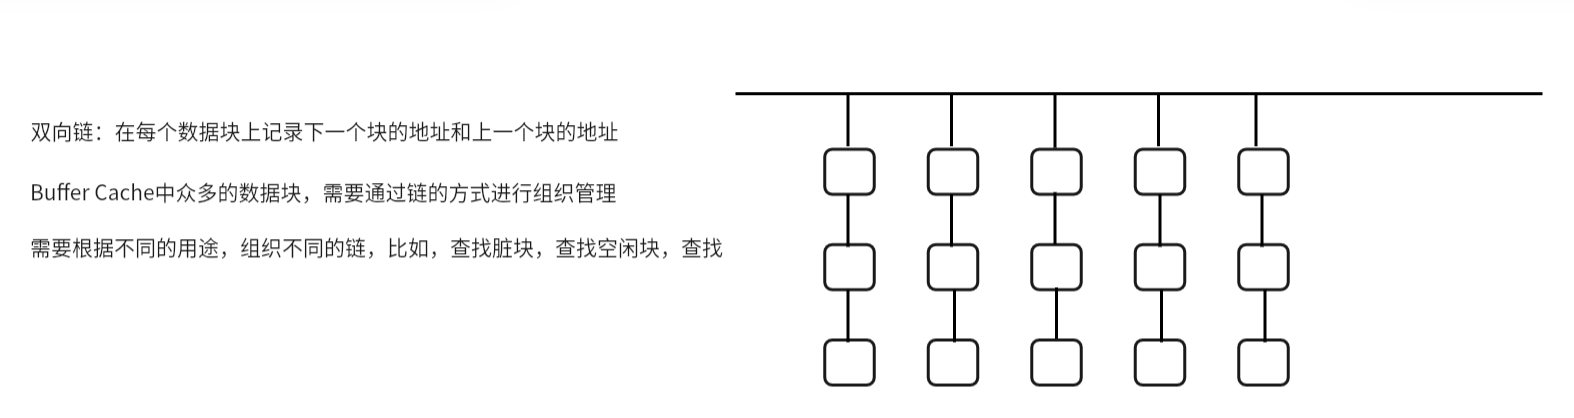 双向链：在每个数据块上记录下一个块的地址和上一个块的地址
Buffer Cache中众多的数据块，需要通过链的方式进行组织管理
需要根据不同的用途，组织不同的链，比如，查找脏块，查找空闲块，查找